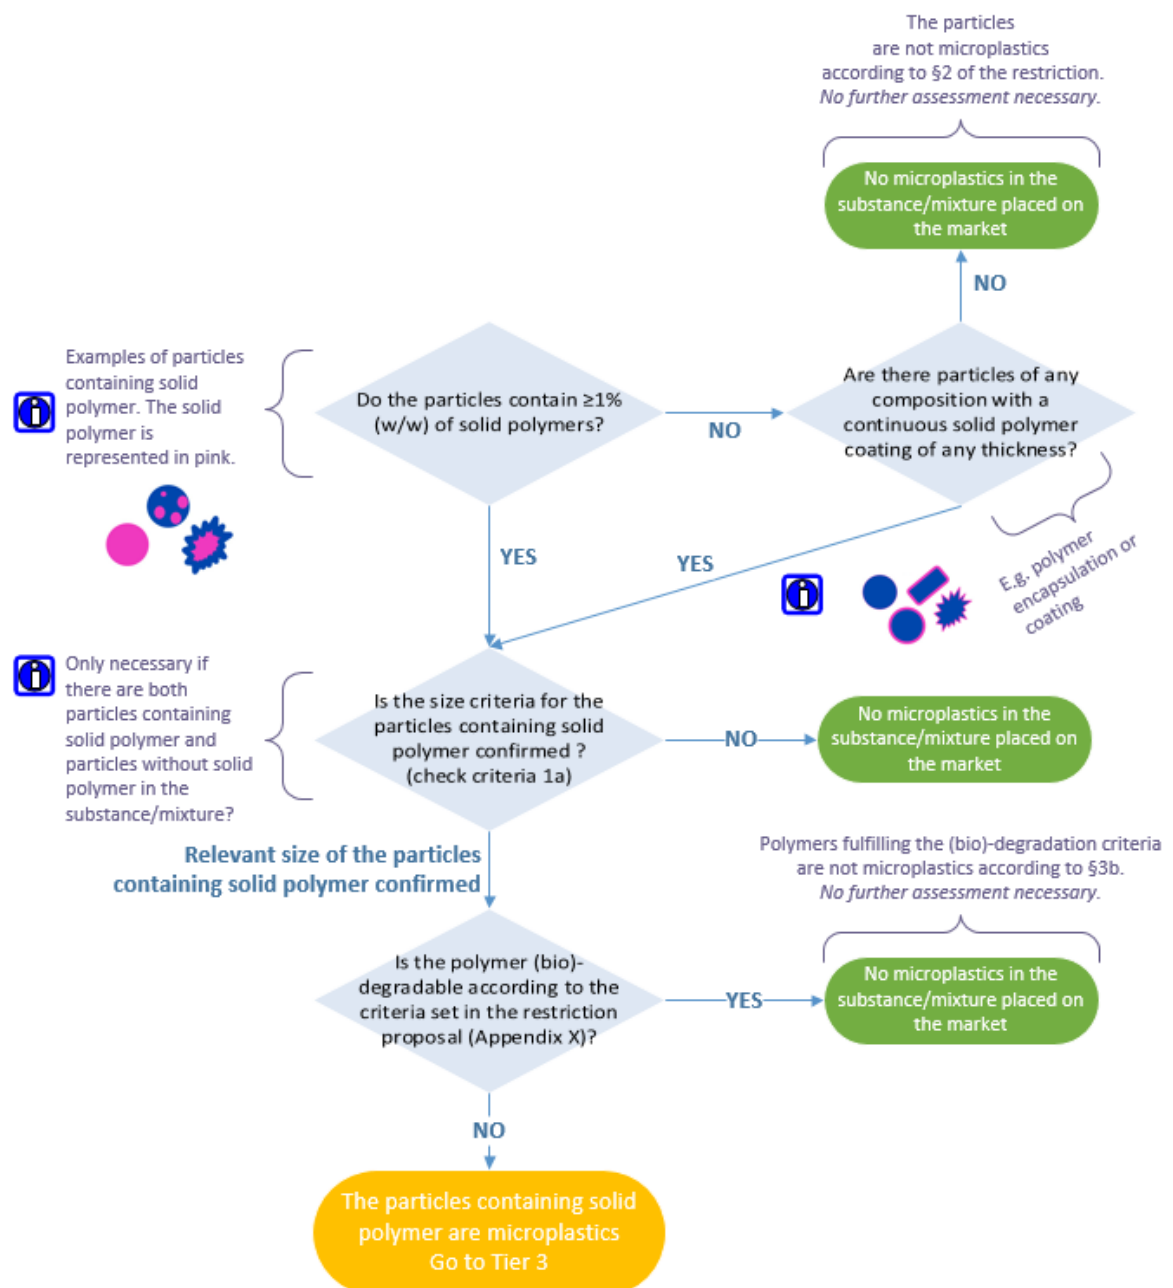 The particles
are not microplastics
according to §2 of the restriction.
No further assessment necessary.
No microplastics in the
substance/mixture placed on
the market
NO
Examples of particles
containing solid
polymer. The solid
polymer is
represented in pink.
Do the particles contain ≥1%
(w/w) of solid polymers?
NO
Are there particles of any
composition with a
continuous solid polymer
coating of any thickness?
YES
YES
E.g. polymer
encapsulation or
coating
Only necessary if
there are both
particles containing
solid polymer and
particles without solid
polymer in the
substance/mixture?
Is the size criteria for the
particles containing solid
polymer confirmed ?
(check criteria 1a)
NO
No microplastics in the
substance/mixture placed on
the market
Relevant size of the particles
containing solid polymer confirmed
Polymers fulfilling the (bio)-degradation criteria
are not microplastics according to §3b.
No further assessment necessary.
Is the polymer (bio)-
degradable according to the
criteria set in the restriction
proposal (Appendix X)?
YES
No microplastics in the
substance/mixture placed on
the market
NO
The particles containing solid
polymer are microplastics
Go to Tier 3